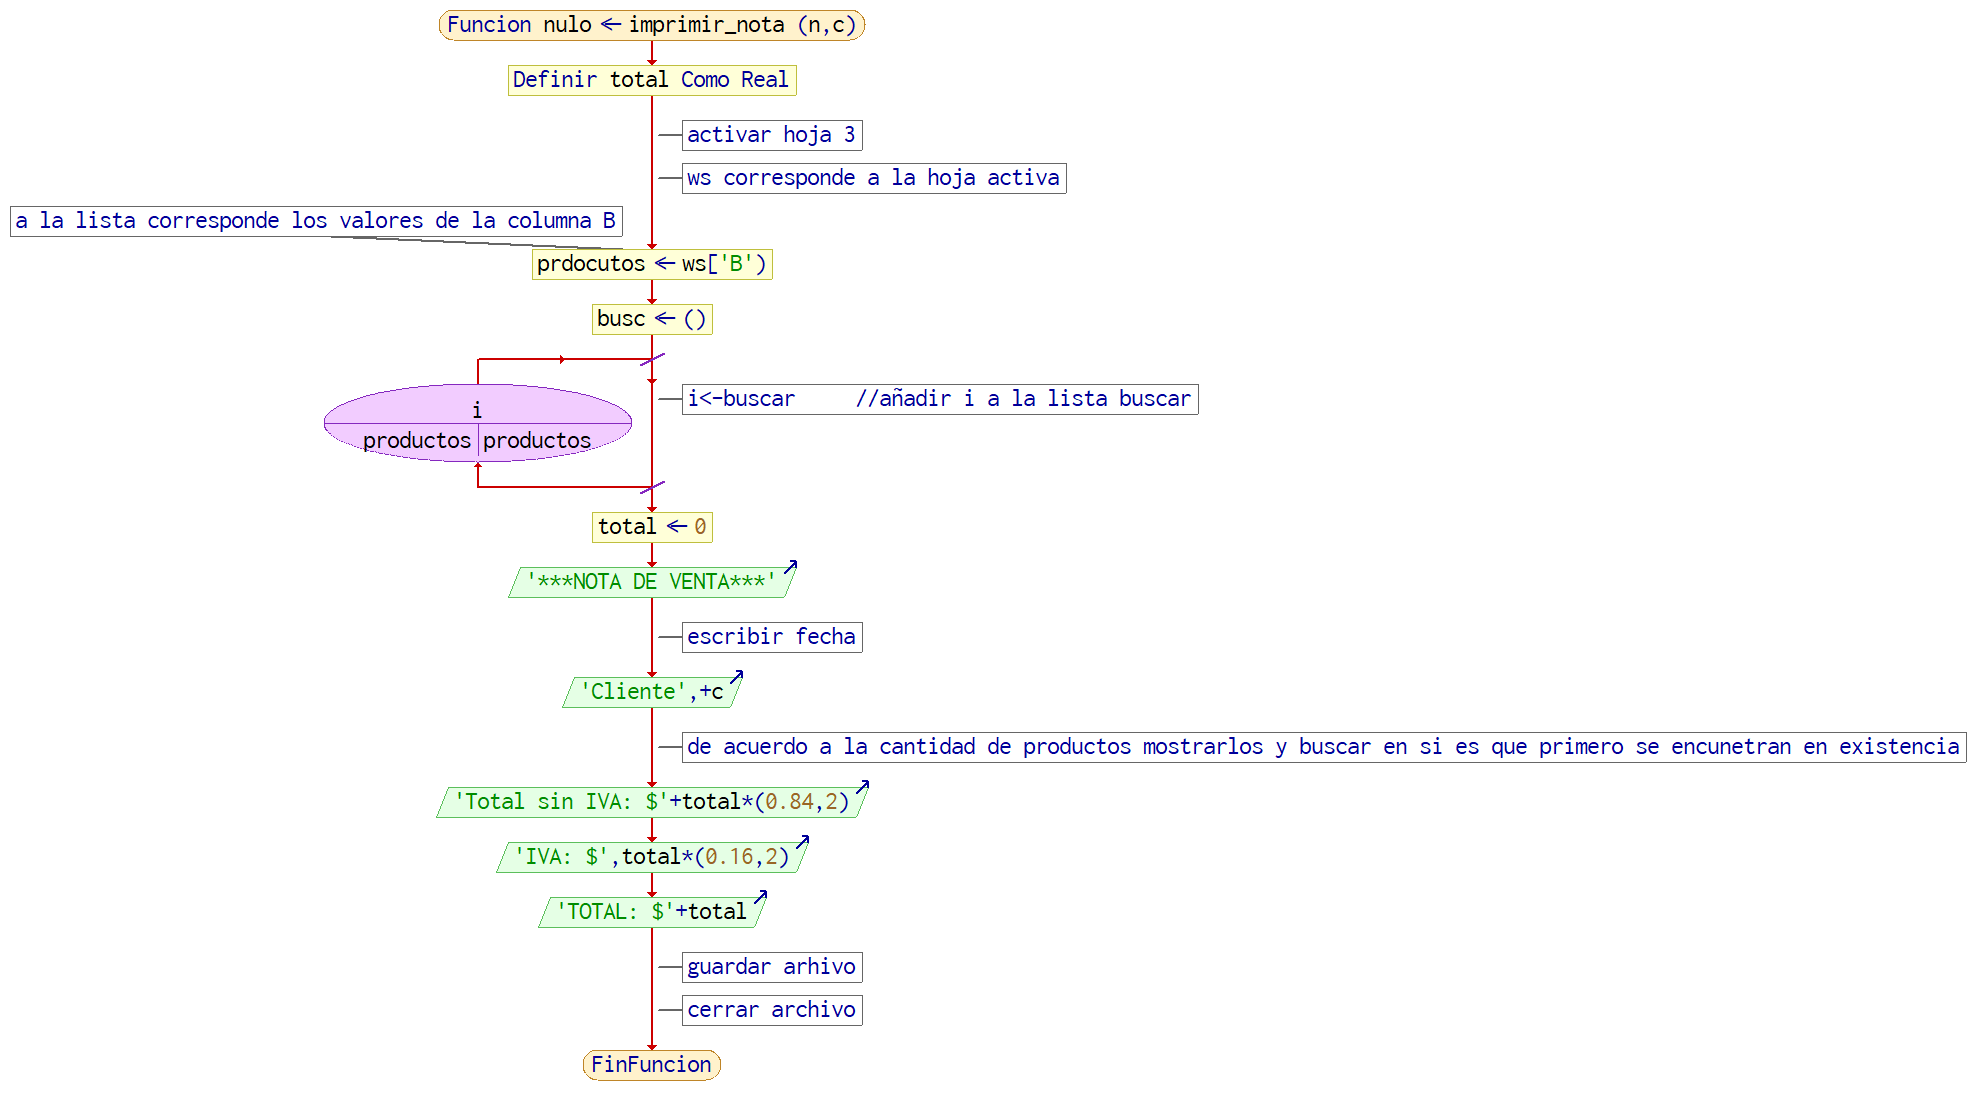 Funcion nulo ← imprimir_nota (n,c)
Definir total Como Real
activar hoja 3
ws corresponde a la hoja activa
a la lista corresponde los valores de la columna B
prdocutos ← ws['B')
busc ← ()
i
productos productos
i<-buscar     //añadir i a la lista buscar
total ← 0
'***NOTA DE VENTA***'
escribir fecha
'Cliente',+c
de acuerdo a la cantidad de productos mostrarlos y buscar en si es que primero se encunetran en existencia
'Total sin IVA: $'+total*(0.84,2)
'IVA: $',total*(0.16,2)
'TOTAL: $'+total
guardar arhivo
cerrar archivo
FinFuncion